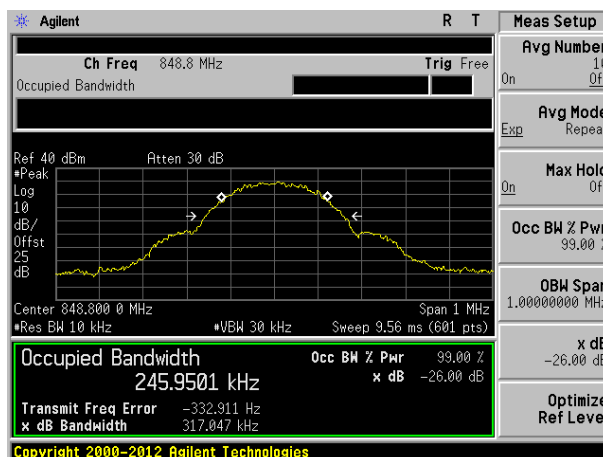 Agilent R T Meas Setup
Ch Freq 848.8 MHz Trig Free
Occupied Bandwidth
Ref 40 dBm Atten 30 dB
#Peak
Log
10
dB/
Offst
25
dB
Center 848.800 0 MHz Span 1 MHz
#Res BW 10 kHz #VBW 30 kHz Sweep 9.56 ms (601 pts)
Occupied Bandwidth
245.9501 kHz
Occ BW % Pwr 99.00 %
x dB -26.00 dB
Transmit Freq Error -332.911 Hz
x dB Bandwidth 317.047 kHz
Copyright 2000-2012 Agilent Technologies
Avg Number
On Of
Avg Mode
Exp Repea
Max Hold
On Of
Occ BW % Pwr
99.00 %
OBW Span
1.00000000 MHz
x dB
-26.00 dB
Optimize
Ref Level